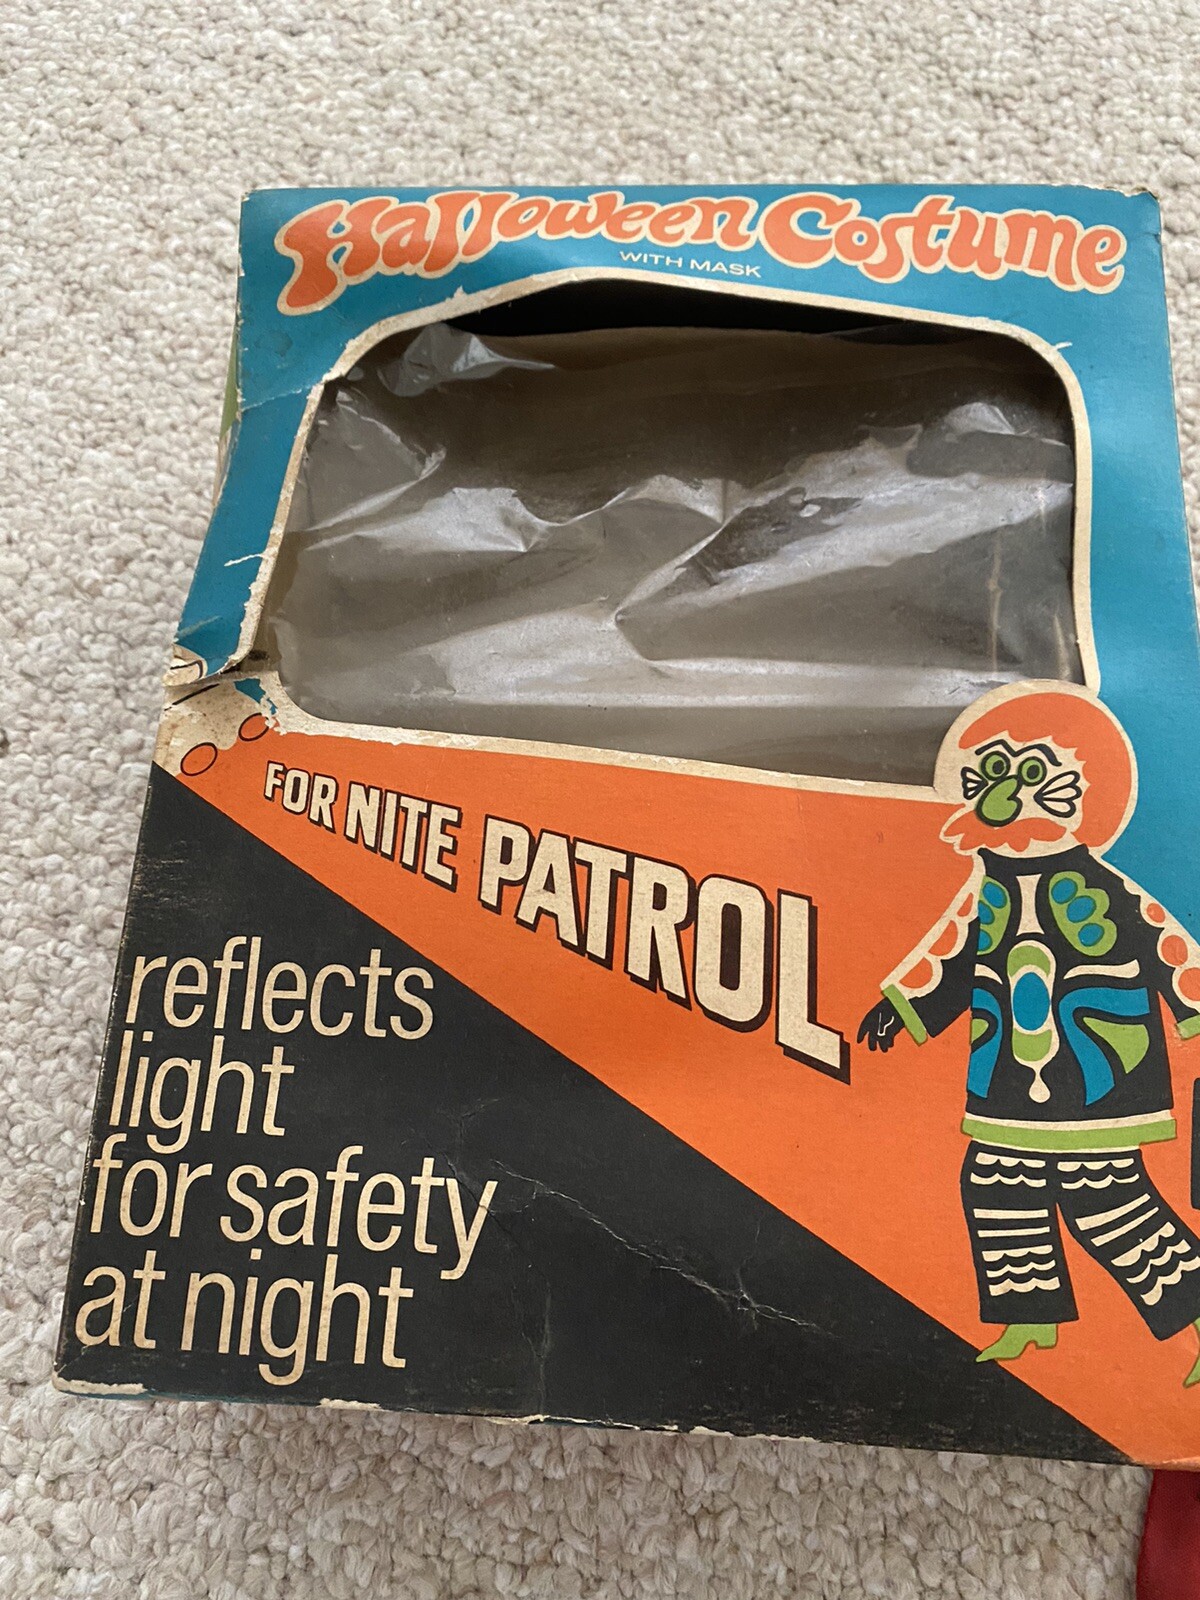 Halloween Costume
WITH MASK
FOR NITE PATROL
reflects
light
for safety
at night